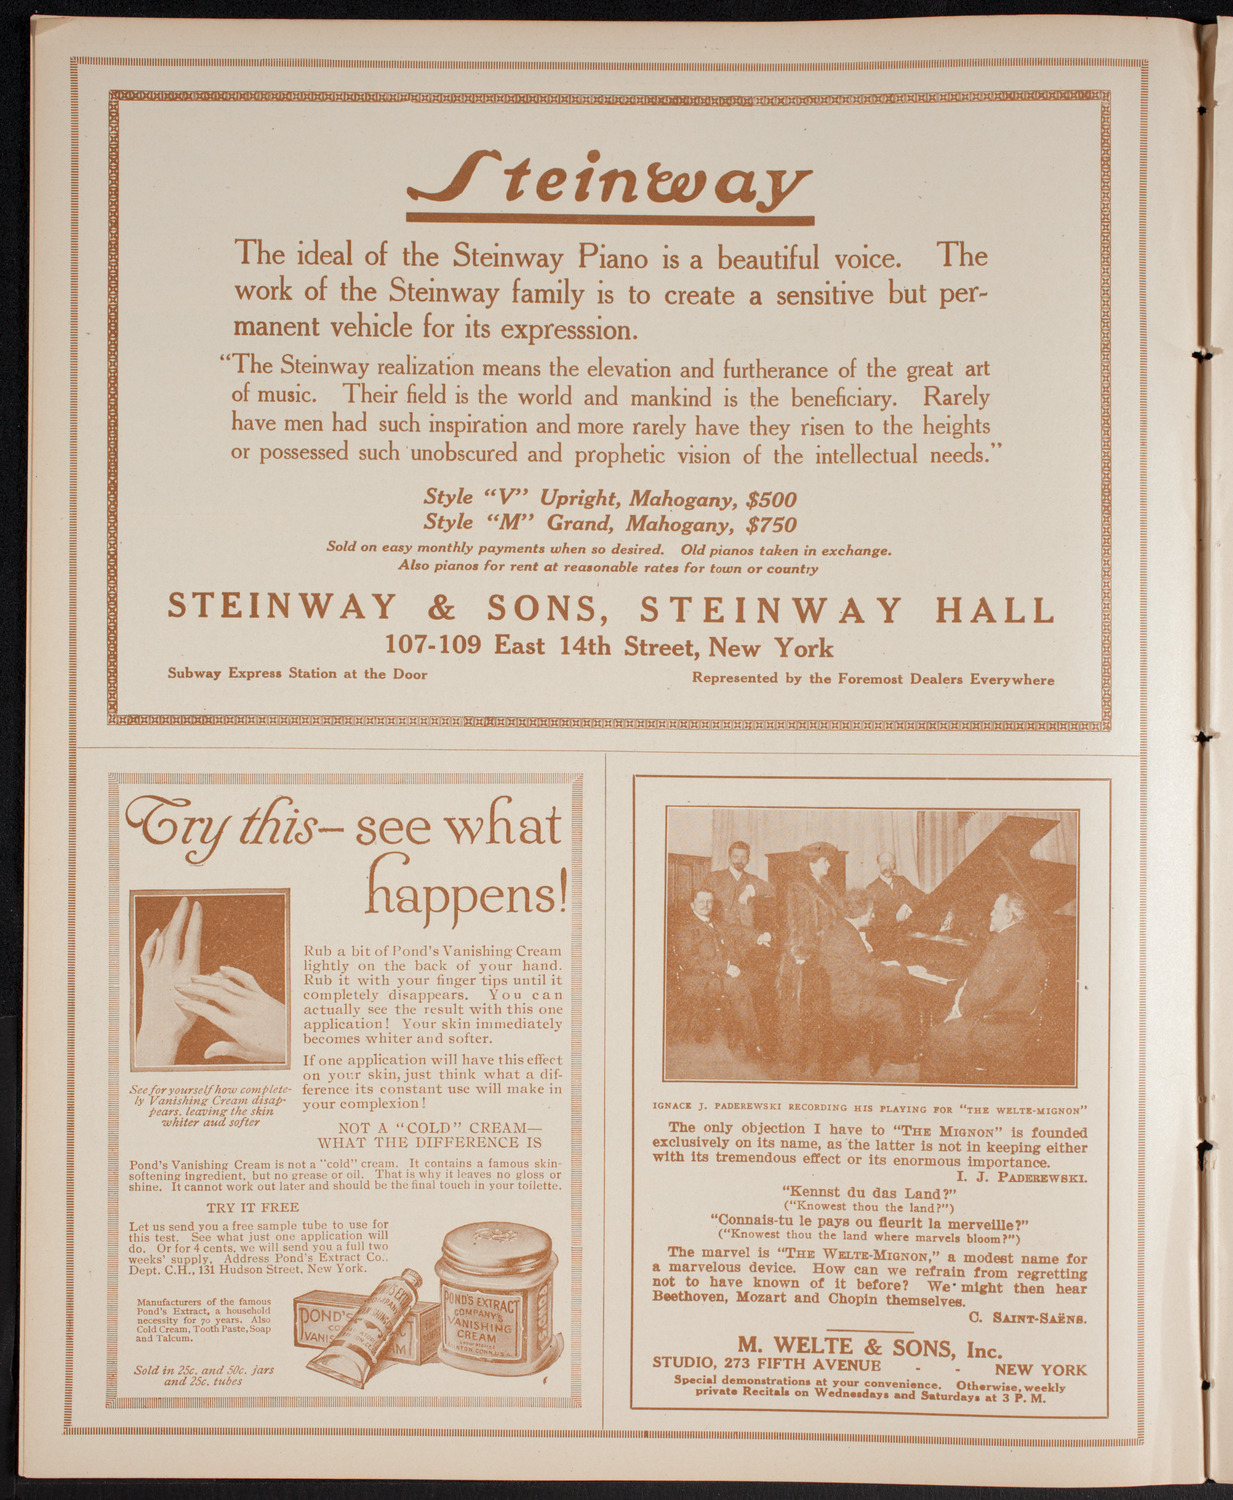 Steinway
The ideal of the Steinway Piano is a beautiful voice. The
work of the Steinway family is to create a sensitive but per-
manent vehicle for its expresssion.
“The Steinway realization means the elevation and furtherance of the great art
of music. Their field is the world and mankind is the beneficiary. Rarely
have men had such inspiration and more rarely have they risen to the heights
or possessed such unobscured and prophetic vision of the intellectual needs.”
Style “V” Upright, Mahogany, $500
Style “M” Grand, Mahogany, $750
Sold on easy monthly payments when so desired. Old pianos taken in exchange.
Also pianos for rent at reasonable rates for town or country
STEINWAY & SONS, STEINWAY HALL
107-109 East 14th Street, New York
Subway Express Station at the Door
Represented by the Foremost Dealers Everywhere
Try this—see what
happens!
Rub a bit of Pond's Vanishing Cream
lightly on the back of your hand.
Rub it with your finger tips until it
completely disappears. You can
actually see the result with this one
application! Your skin immediately
becomes whiter and softer.
If one application will have this effect
on your skin, just think what a dif-
ference its constant use will make in
your complexion!
See for yourself how complete-
ly Vanishing Cream disap-
pears, leaving the skin
whiter and softer
NOT A “COLD” CREAM—
WHAT THE DIFFERENCE IS
Pond's Vanishing Cream is not a “cold” cream. It contains a famous skin-
softening ingredient, but no grease or oil. That is why it leaves no gloss or
shine. It cannot work out later and should be the final touch in your toilette.
TRY IT FREE
Let us send you a free sample tube to use for
this test. See what just one application will
do. Or for 4 cents, we will send you a full two
weeks' supply. Address Pond's Extract Co.,
Dept. C.H., 131 Hudson Street, New York.
Manufacturers of the famous
Pond's Extract, a household
necessity for 70 years. Also
Cold Cream, Tooth Paste, Soap
and Talcum.
Sold in 25c. and 50c. jars
and 25c. tubes
POND'S
VANIS
POND'S EXTRACT
COMPANY'S
VANISHING
CREAM
IGNACE J. PADEREWSKI RECORDING HIS PLAYING FOR “THE WELTE-MIGNON”
The only objection I have to “THE MIGNON” is founded
exclusively on its name, as the latter is not in keeping either
with its tremendous effect or its enormous importance.
I. J. PADEREWSKI.
“Kennst du das Land?”
(“Knowest thou the land?”)
“Connais-tu le pays ou fleurit la merveille?”
(“Knowest thou the land where marvels bloom?”)
The marvel is “THE WELTE-MIGNON,” a modest name for
a marvelous device. How can we refrain from regretting
not to have known of it before? We might then hear
Beethoven, Mozart and Chopin themselves.
C. SAINT-SAËNS.
M. WELTE & SONS, Inc.
STUDIO, 273 FIFTH AVENUE - - NEW YORK
Special demonstrations at your convenience. Otherwise, weekly
private Recitals on Wednesdays and Saturdays at 3 P. M.